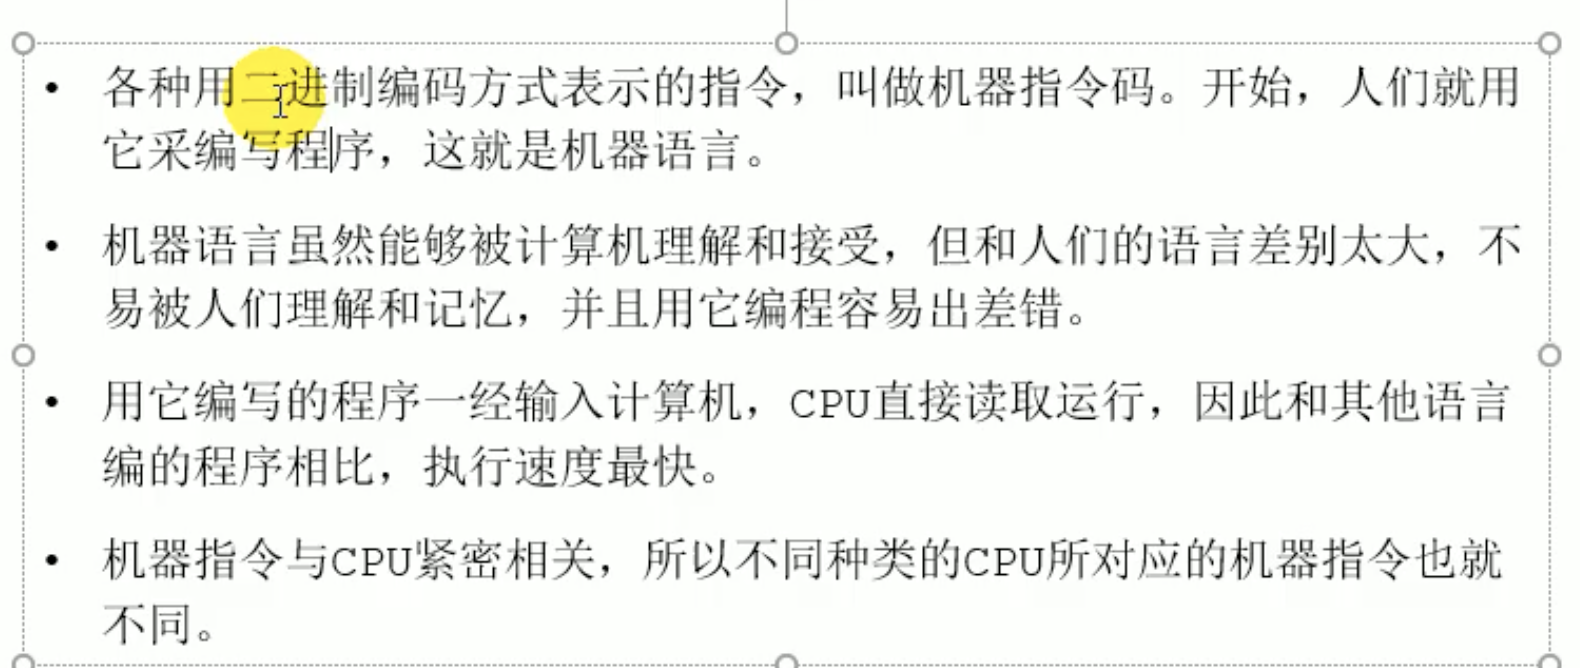 • 各种用二进制编码方式表示的指令，叫做机器指令码。开始，人们就用
它采编写程序，这就是机器语言。
• 机器语言虽然能够被计算机理解和接受，但和人们的语言差别太大，不
易被人们理解和记忆，并且用它编程容易出差错。
• 用它编写的程序一经输入计算机，CPU直接读取运行，因此和其他语言
编的程序相比，执行速度最快。
• 机器指令与CPU紧密相关，所以不同种类的CPU所对应的机器指令也就
不同。